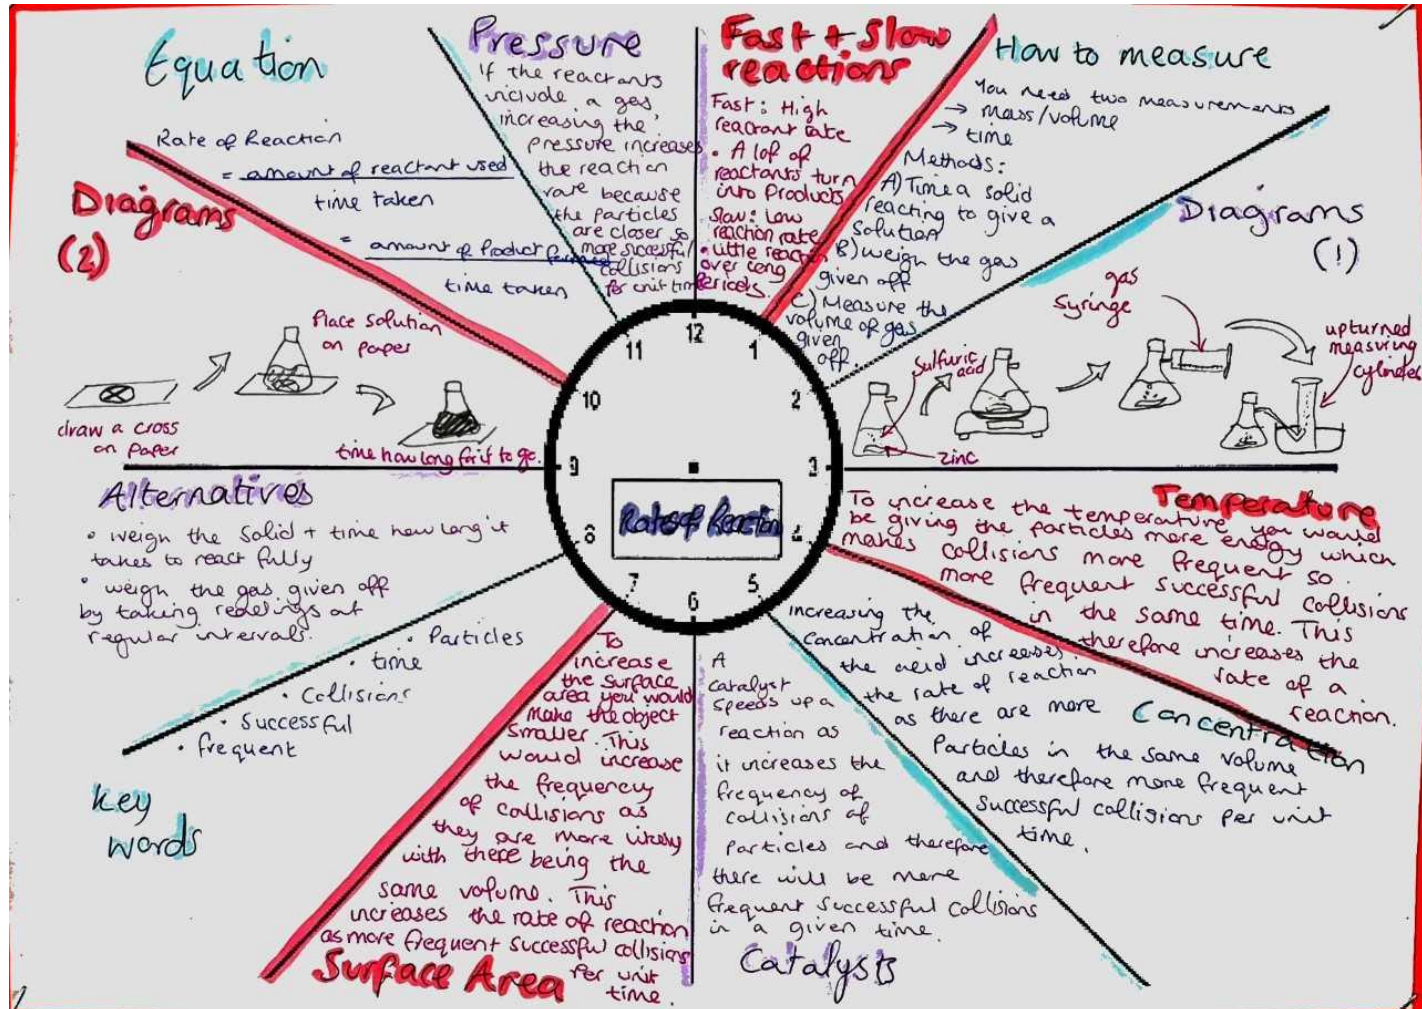 Equation
Rate of Reaction
= amount of reactant used
time taken
= amount of Product formed
time taken
Pressure
If the reactants
include a gas
increasing the
pressure increases
the reaction
rate because
the particles
are closer so
more successful
collisions
for unit time
Fast + Slow
reactions
Fast: High
reactant rate
• A lot of
reactants turn
into Products
Slow: Low
reaction rate
• Little reacts
over long
Periods.
How to measure
You need two measurements
→ mass/volume
→ time
Methods:
A) Time a solid
reacting to give a
solution
B) weigh the gas
given off
C) Measure the
volume of gas
given
off.
Diagrams
(1)
gas
syringe
upturned
measuring
cylinder
sulfuric
acid
zinc
Temperature
To increase the temperature you would
be giving the particles more energy which
makes collisions more frequent so
more frequent successful collisions
in the same time. This
therefore increases the
rate of a
reaction.
Concentration
increasing the
concentration of
the acid increases
the rate of reaction
as there are more
Particles in the same volume
and therefore more frequent
successful collisions per unit
time.
Catalysts
A
catalyst
speeds up a
reaction as
it increases the
frequency of
collisions of
particles and therefore
there will be more
frequent successful collisions
in a given time.
Surface Area
To
increase
the surface
area you would
make the object
smaller. This
would increase
the frequency
of collisions as
they are more likely
with there being the
same volume. This
increases the rate of reaction
as more frequent successful collisions
Per unit
time.
Key
words
• Particles
• time
• Collisions
• Successful
• frequent
Alternatives
• weigh the solid + time how long it
takes to react fully
• weigh the gas given off
by taking readings at
regular intervals.
Diagrams
(2)
Place solution
on paper
draw a cross
on paper
time how long for it to go.
12
1
2
3
4
5
6
7
8
9
10
11
Rates of Reaction